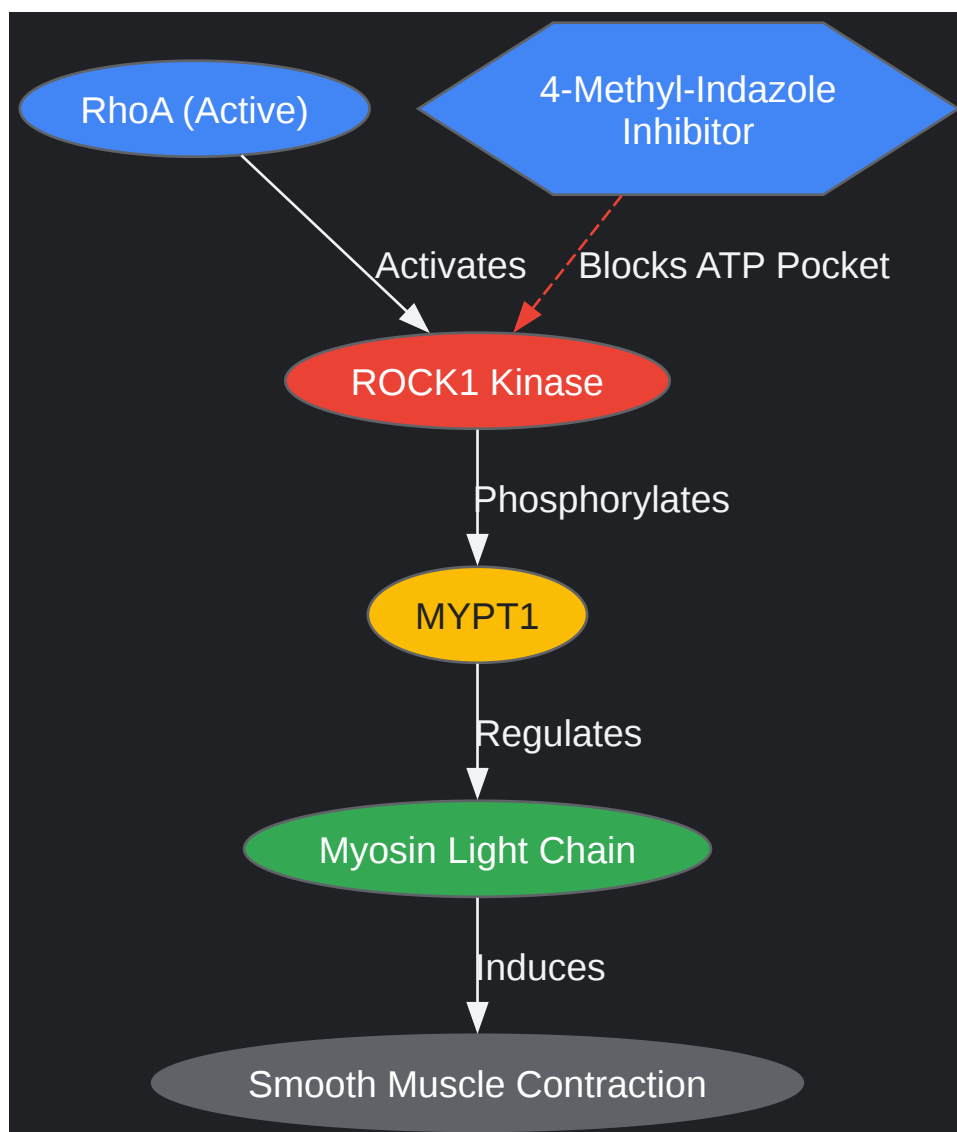 RhoA (Active)
4-Methyl-Indazole
Inhibitor
Activates
Blocks ATP Pocket
ROCK1 Kinase
Phosphorylates
MYPT1
Regulates
Myosin Light Chain
Induces
Smooth Muscle Contraction